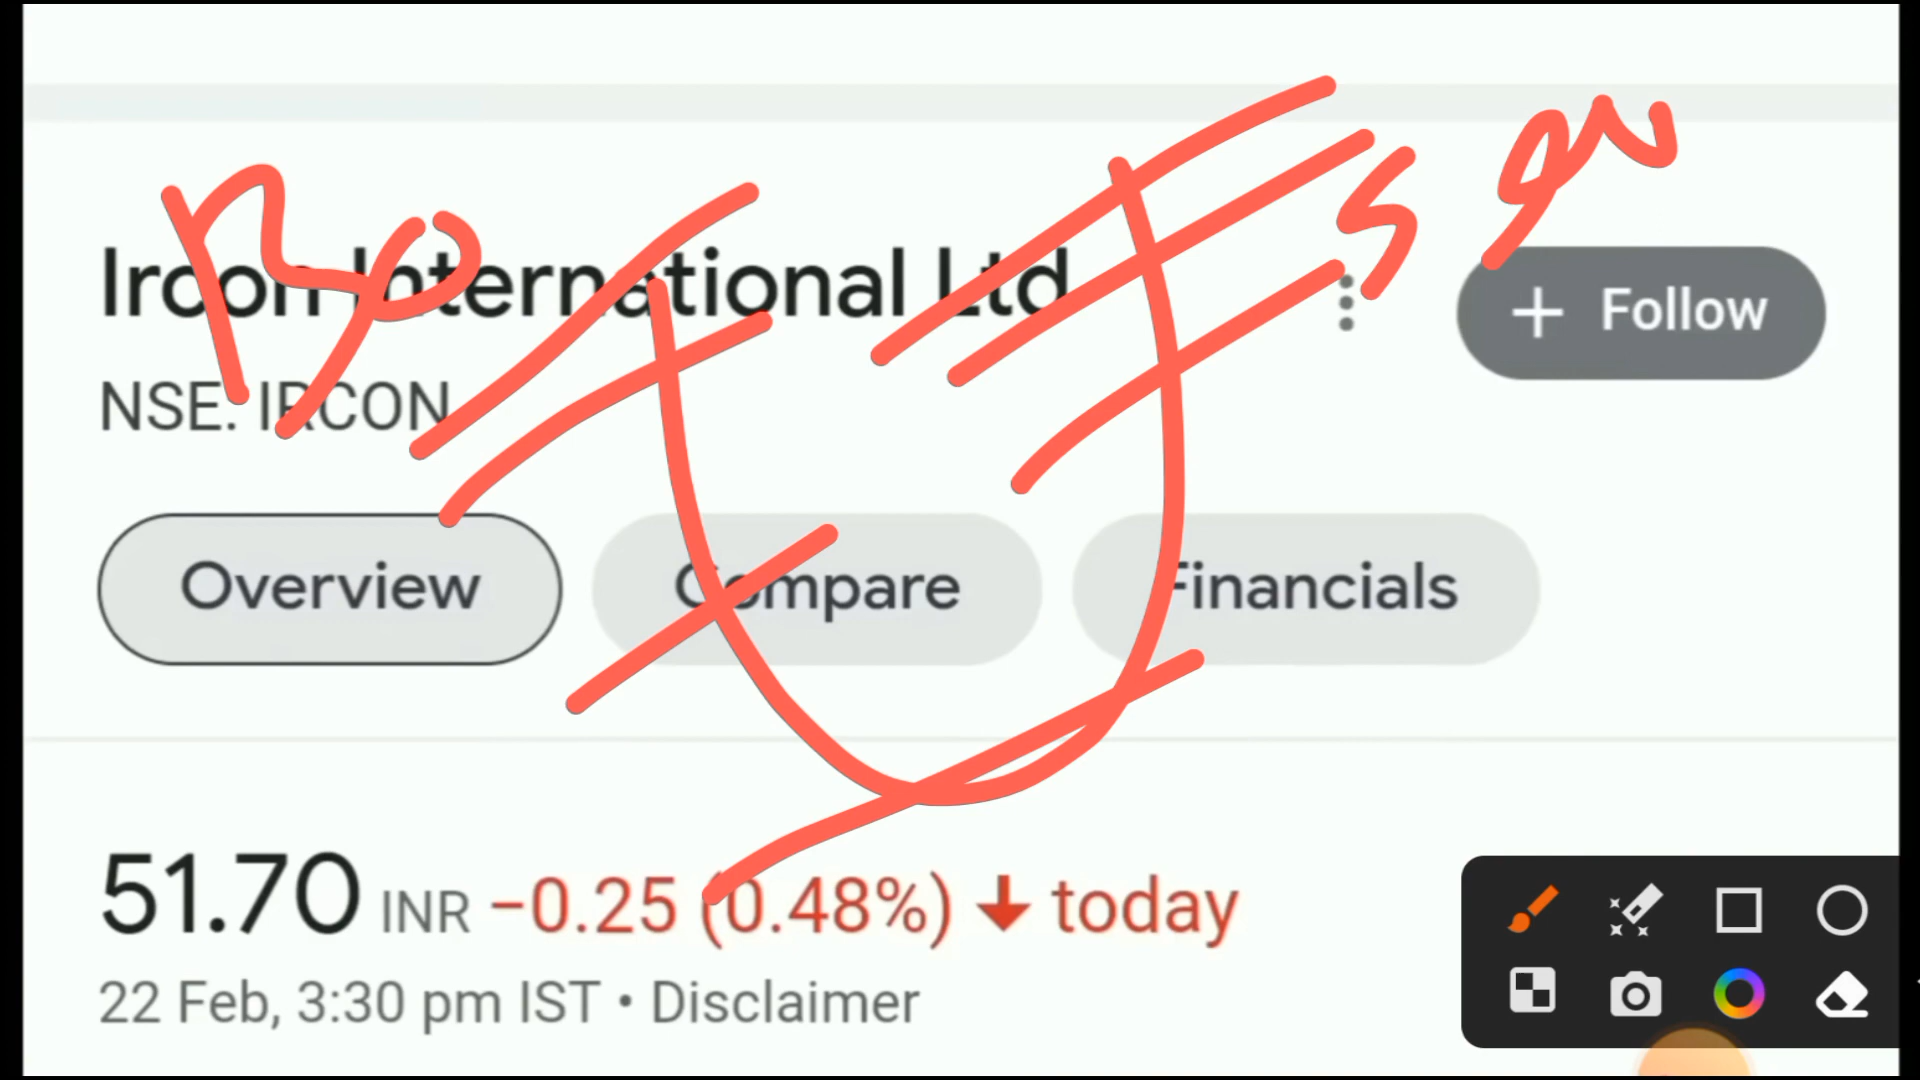 Ircon International Ltd
+ Follow
NSE: IRCON
Overview Compare Financials
51.70 INR −0.25 (0.48%) ↓ today
22 Feb, 3:30 pm IST • Disclaimer